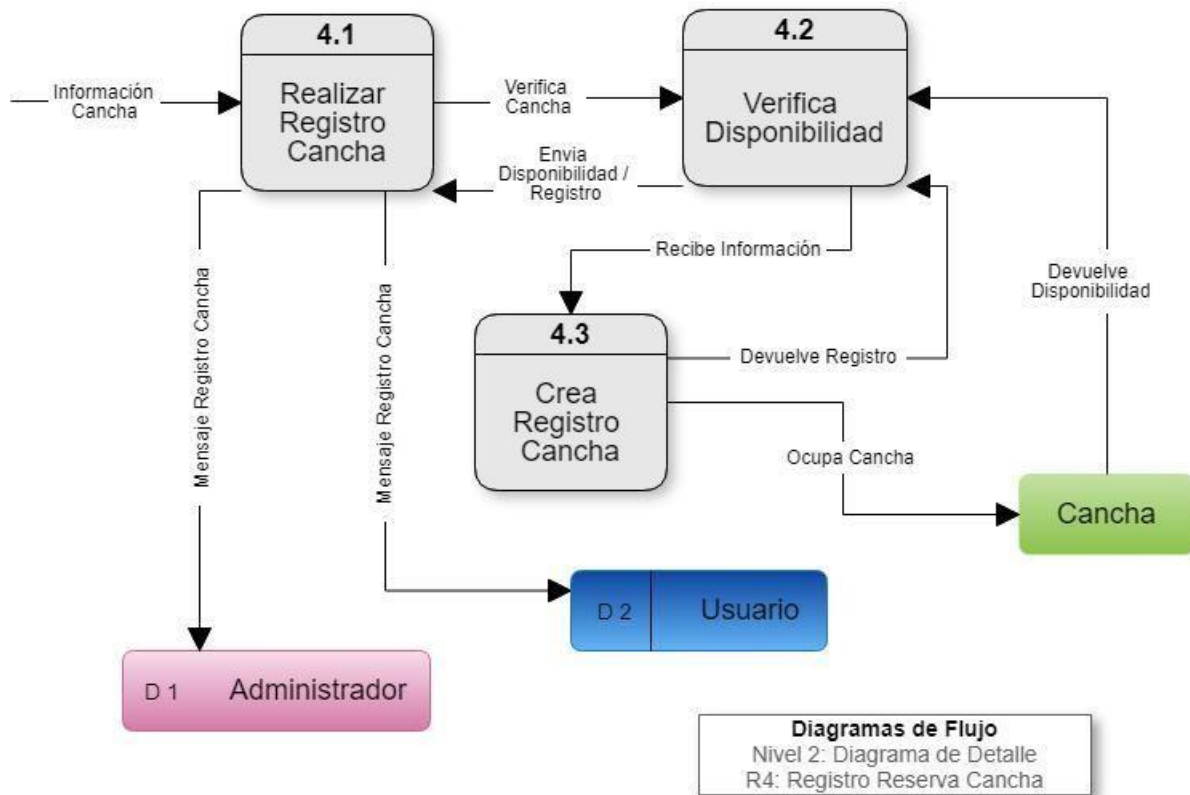 4.1
Realizar
Registro
Cancha
4.2
Verifica
Disponibilidad
Información
Cancha
Verifica
Cancha
Envia
Disponibilidad /
Registro
Recibe Información
Devuelve
Disponibilidad
Mensaje Registro Cancha
Mensaje Registro Cancha
4.3
Crea
Registro
Cancha
Devuelve Registro
Ocupa Cancha
Cancha
D 2
Usuario
D 1
Administrador
Diagramas de Flujo
Nivel 2: Diagrama de Detalle
R4: Registro Reserva Cancha